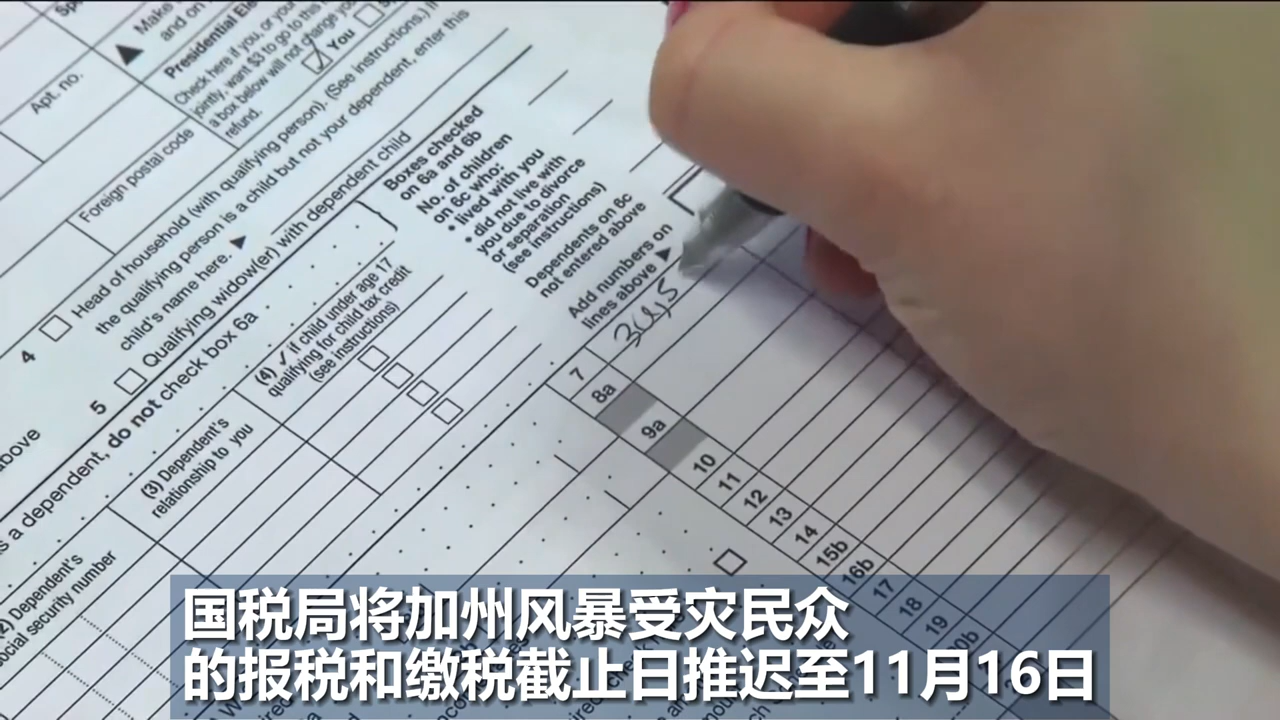 Make
and on
Presidential Ele
Check here if you, or your
jointly, want $3 to go to this
a box below will not change you
refund.
You
Apt. no.
Foreign postal code
4
Head of household (with qualifying person). (See instructions.) If
the qualifying person is a child but not your dependent, enter this
child's name here.
5
Qualifying widow(er) with dependent child
above
s a dependent, do not check box 6a
Boxes checked
on 6a and 6b
No. of children
on 6c who:
• lived with you
• did not live with
you due to divorce
or separation
(see instructions)
Dependents on 6c
not entered above
Add numbers on
lines above
(2) Dependent's
social security number
(3) Dependent's
relationship to you
(4) ✓ if child under age 17
qualifying for child tax credit
(see instructions)
7
8a
9a
10
11
12
13
14
15b
16b
17
18
19
国税局将加州风暴受灾民众
的报税和缴税截止日推迟至11月16日